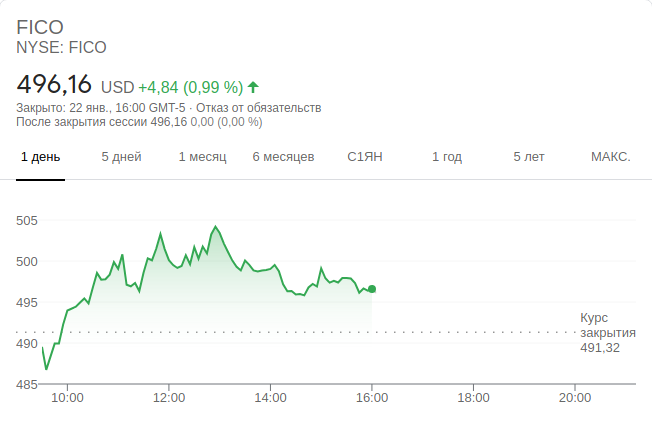 FICO
NYSE: FICO
496,16 USD +4,84 (0,99 %)
Закрыто: 22 янв., 16:00 GMT-5 · Отказ от обязательств
После закрытия сессии 496,16 0,00 (0,00 %)
1 день 5 дней 1 месяц 6 месяцев С1ЯН 1 год 5 лет МАКС.
505
500
495
490
485
Курс
закрытия
491,32
10:00 12:00 14:00 16:00 18:00 20:00